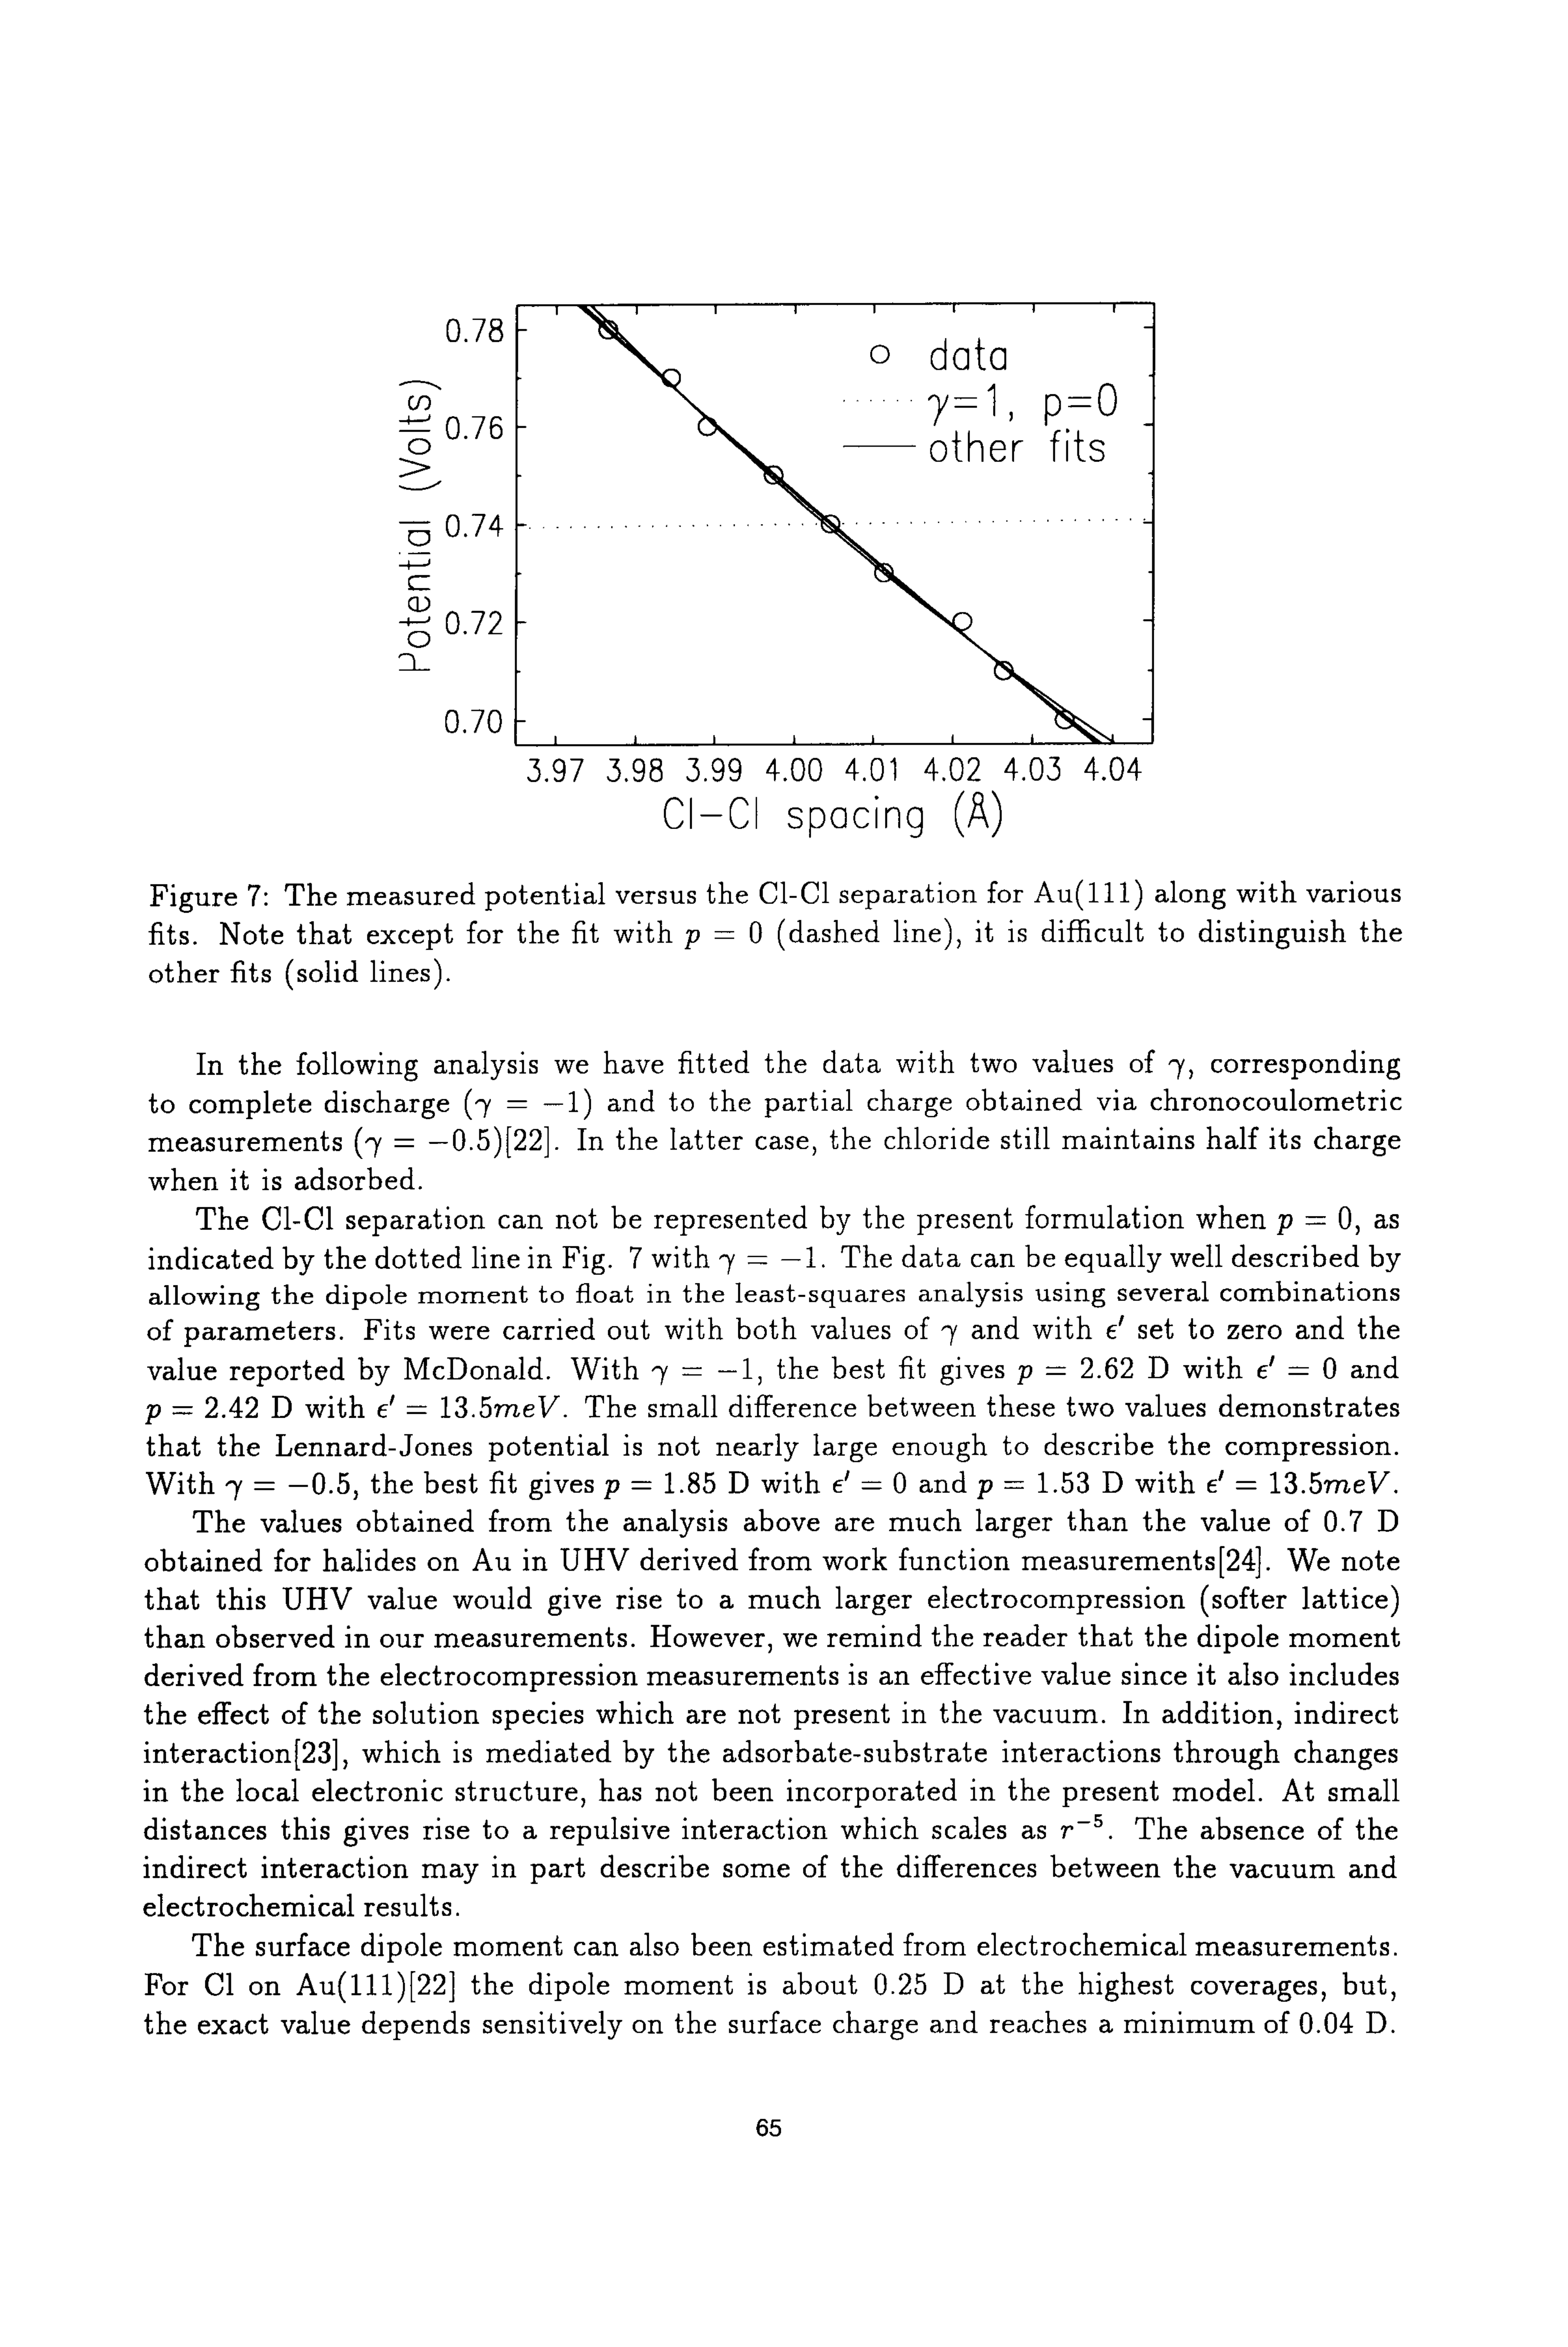 0.78
0.76
0.74
0.72
0.70
Potential (Volts)
data
γ=1, p=0
other fits
3.97 3.98 3.99 4.00 4.01 4.02 4.03 4.04
Cl–Cl spacing (Å)
Figure 7: The measured potential versus the Cl-Cl separation for Au(111) along with various
fits. Note that except for the fit with p = 0 (dashed line), it is difficult to distinguish the
other fits (solid lines).
In the following analysis we have fitted the data with two values of γ, corresponding
to complete discharge (γ = −1) and to the partial charge obtained via chronocoulometric
measurements (γ = −0.5)[22]. In the latter case, the chloride still maintains half its charge
when it is adsorbed.
The Cl-Cl separation can not be represented by the present formulation when p = 0, as
indicated by the dotted line in Fig. 7 with γ = −1. The data can be equally well described by
allowing the dipole moment to float in the least-squares analysis using several combinations
of parameters. Fits were carried out with both values of γ and with ϵ′ set to zero and the
value reported by McDonald. With γ = −1, the best fit gives p = 2.62 D with ϵ′ = 0 and
p = 2.42 D with ϵ′ = 13.5meV. The small difference between these two values demonstrates
that the Lennard-Jones potential is not nearly large enough to describe the compression.
With γ = −0.5, the best fit gives p = 1.85 D with ϵ′ = 0 and p = 1.53 D with ϵ′ = 13.5meV.
The values obtained from the analysis above are much larger than the value of 0.7 D
obtained for halides on Au in UHV derived from work function measurements[24]. We note
that this UHV value would give rise to a much larger electrocompression (softer lattice)
than observed in our measurements. However, we remind the reader that the dipole moment
derived from the electrocompression measurements is an effective value since it also includes
the effect of the solution species which are not present in the vacuum. In addition, indirect
interaction[23], which is mediated by the adsorbate-substrate interactions through changes
in the local electronic structure, has not been incorporated in the present model. At small
distances this gives rise to a repulsive interaction which scales as r⁻⁵. The absence of the
indirect interaction may in part describe some of the differences between the vacuum and
electrochemical results.
The surface dipole moment can also been estimated from electrochemical measurements.
For Cl on Au(111)[22] the dipole moment is about 0.25 D at the highest coverages, but,
the exact value depends sensitively on the surface charge and reaches a minimum of 0.04 D.
65